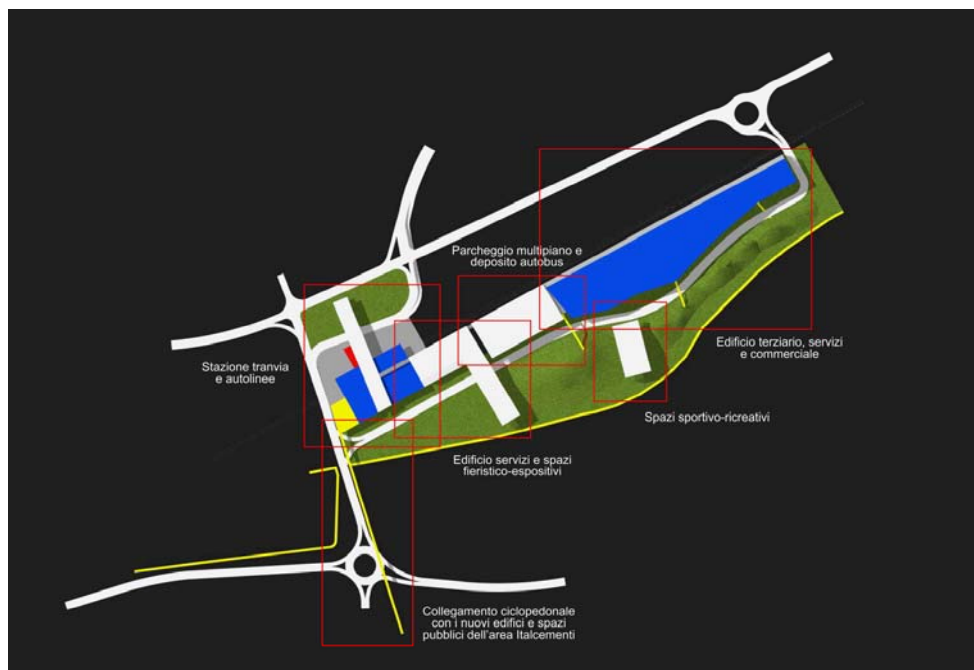 Parcheggio multipiano e
deposito autobus
Stazione tranvia
e autolinee
Edificio terziario, servizi
e commerciale
Spazi sportivo-ricreativi
Edificio servizi e spazi
fieristico-espositivi
Collegamento ciclopedonale
con i nuovi edifici e spazi
pubblici dell'area Italcementi